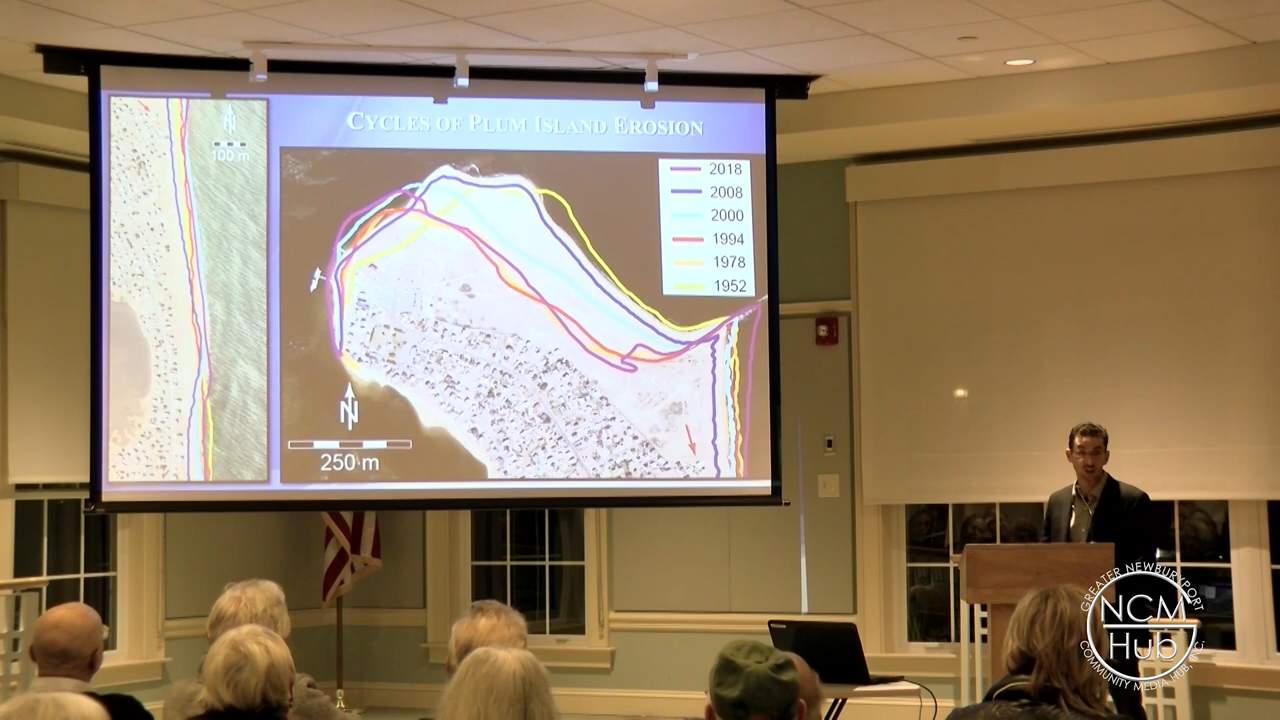 CYCLES OF PLUM ISLAND EROSION
N
100 m
2018
2008
2000
1994
1978
1952
N
250 m
GREATER NEWBURYPORT
NCM
Hub
COMMUNITY MEDIA HUB, INC.